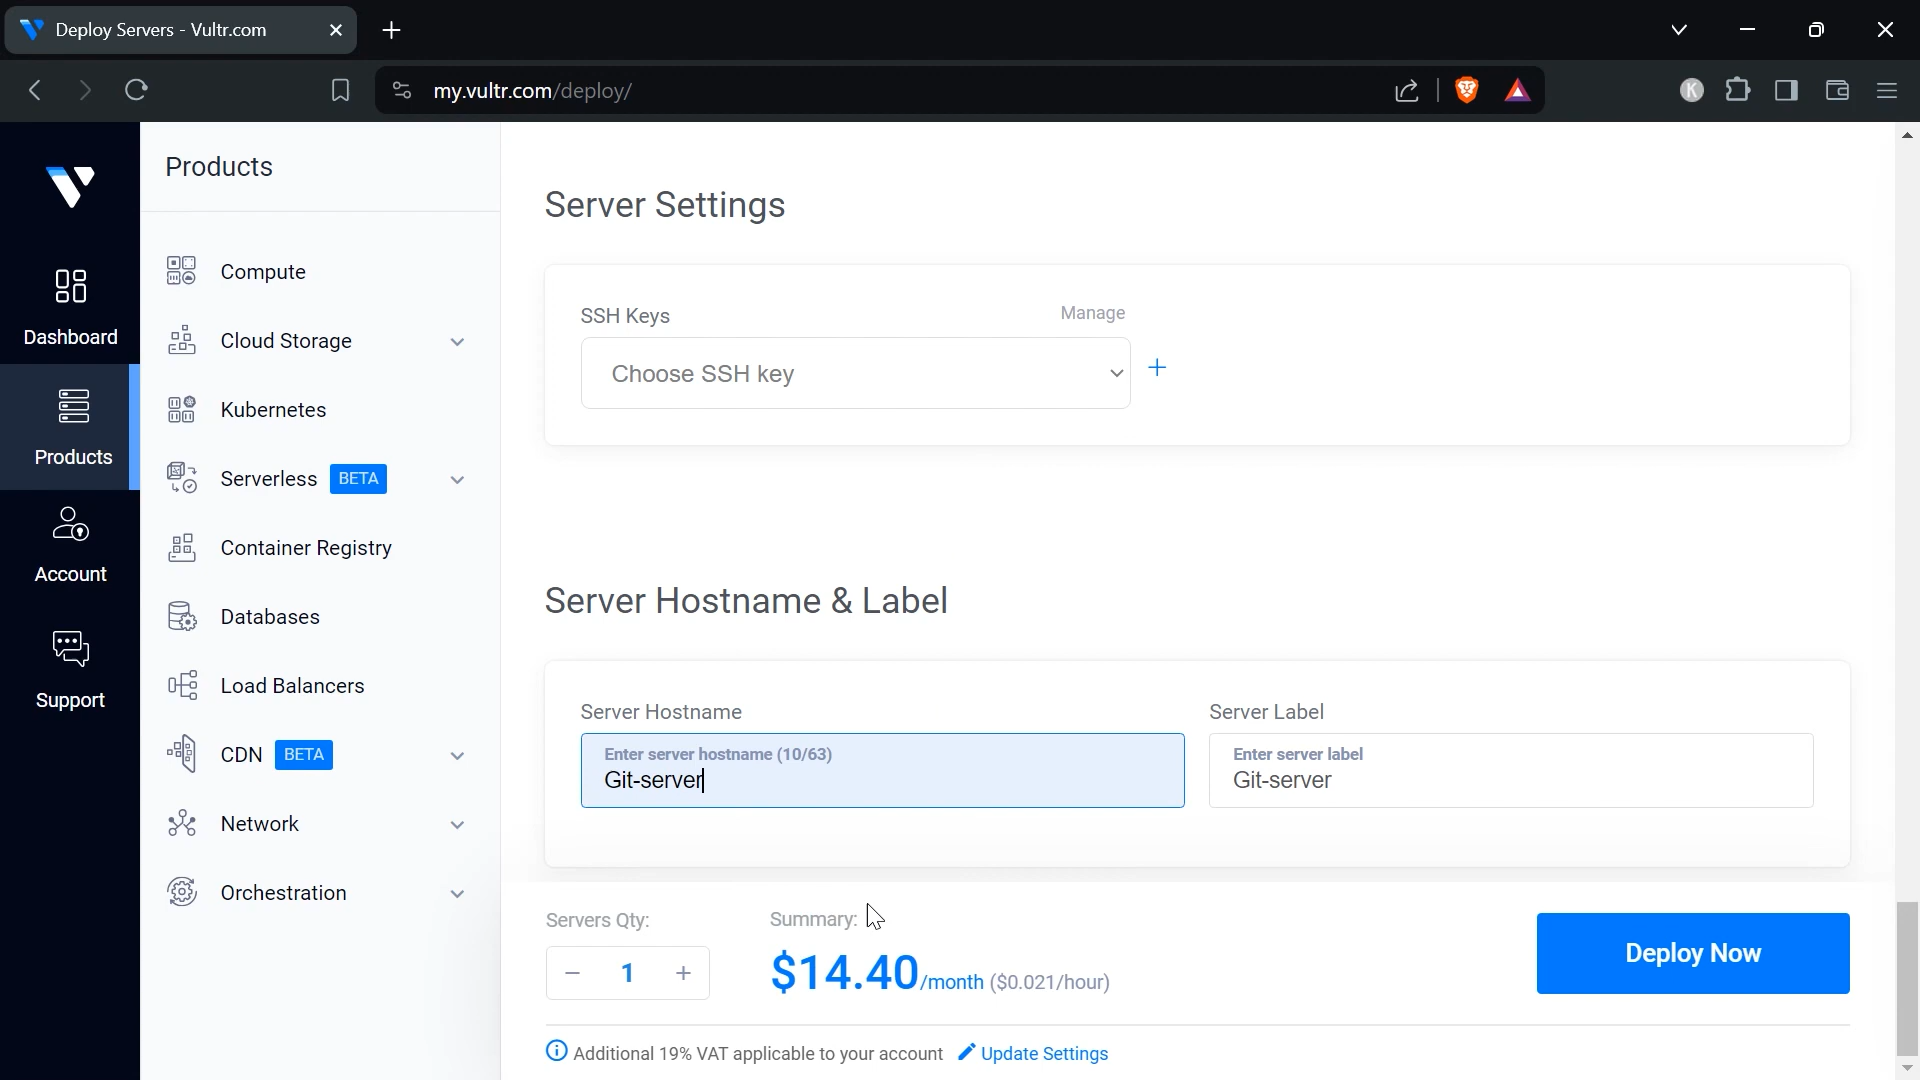 Deploy Servers - Vultr.com
my.vultr.com/deploy/
K
Dashboard
Products
Account
Support
Products
Compute
Cloud Storage
Kubernetes
Serverless BETA
Container Registry
Databases
Load Balancers
CDN BETA
Network
Orchestration
Server Settings
SSH Keys Manage
Choose SSH key
Server Hostname & Label
Server Hostname Server Label
Enter server hostname (10/63) Enter server label
Git-server Git-server
Servers Qty: Summary:
1 $14.40/month ($0.021/hour)
Deploy Now
Additional 19% VAT applicable to your account Update Settings